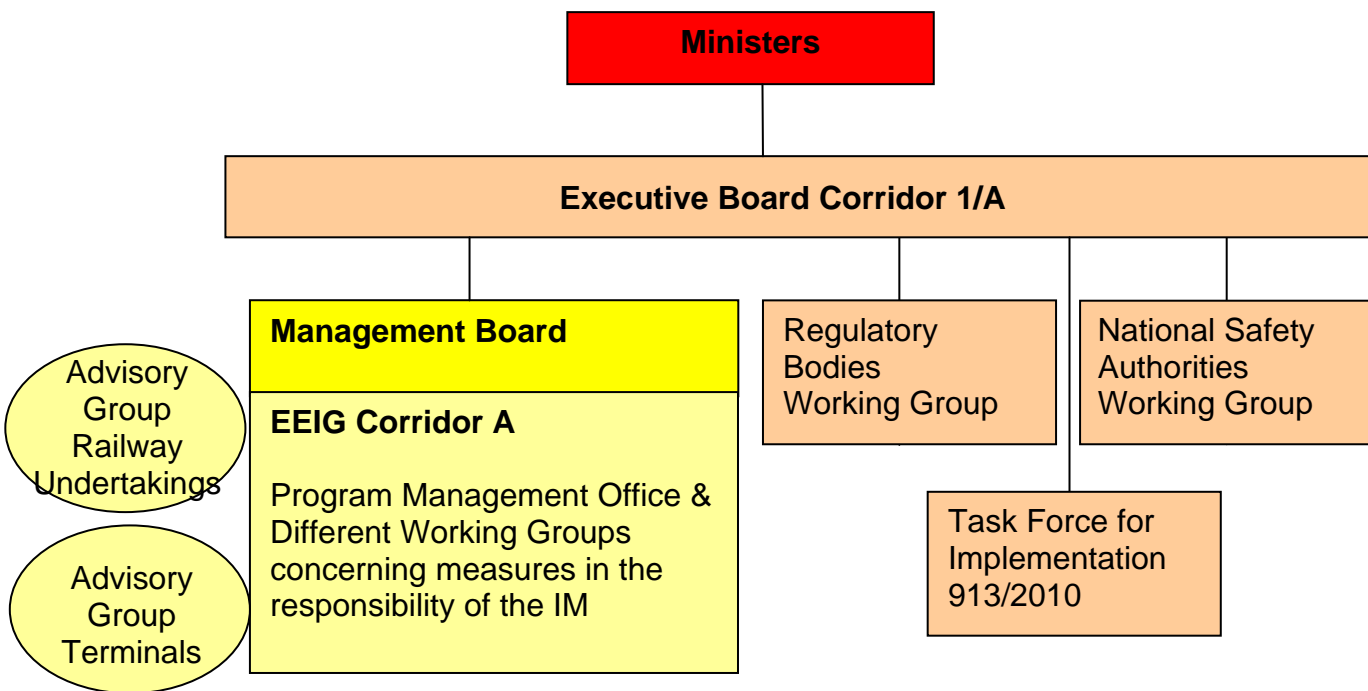 Ministers
Executive Board Corridor 1/A
Management Board
EEIG Corridor A
Program Management Office &
Different Working Groups
concerning measures in the
responsibility of the IM
Advisory
Group
Railway
Undertakings
Advisory
Group
Terminals
Regulatory
Bodies
Working Group
National Safety
Authorities
Working Group
Task Force for
Implementation
913/2010